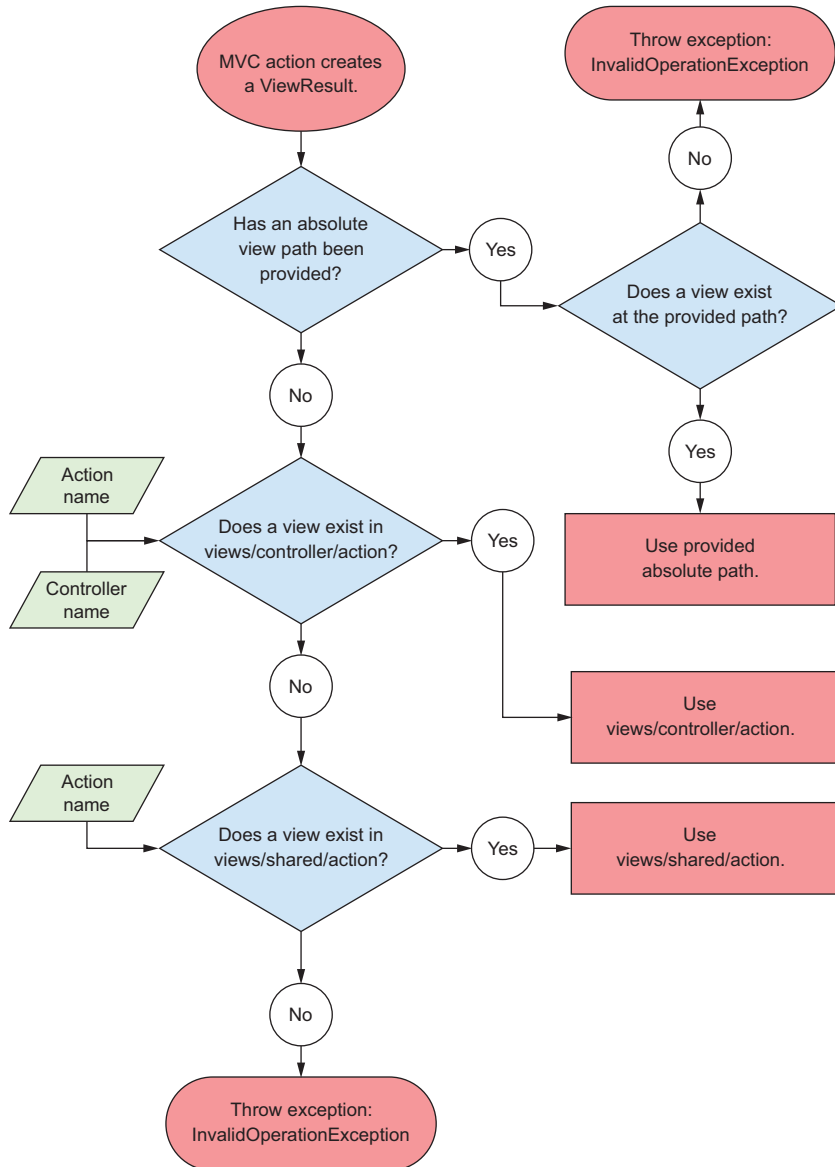 MVC action creates
a ViewResult.
Throw exception:
InvalidOperationException
No
Has an absolute
view path been
provided?
Yes
Does a view exist
at the provided path?
No
Yes
Action
name
Does a view exist in
views/controller/action?
Yes
Use provided
absolute path.
Controller
name
No
Use
views/controller/action.
Action
name
Does a view exist in
views/shared/action?
Yes
Use
views/shared/action.
No
Throw exception:
InvalidOperationException